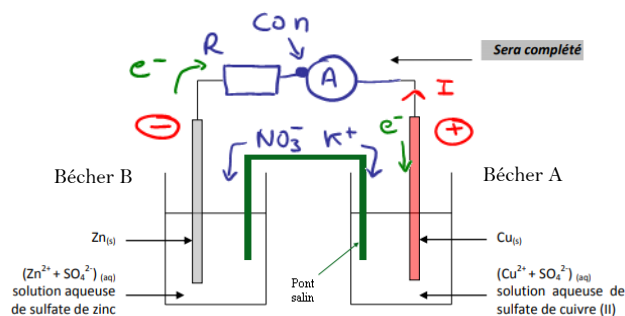 Con
R
Sera complété
e⁻
A
I
−
e⁻
+
NO₃⁻ K⁺
Bécher B
Bécher A
Zn(s)
Cu(s)
(Zn²⁺ + SO₄²⁻) (aq)
solution aqueuse
de sulfate de zinc
Pont
salin
(Cu²⁺ + SO₄²⁻) (aq)
solution aqueuse de
sulfate de cuivre (II)